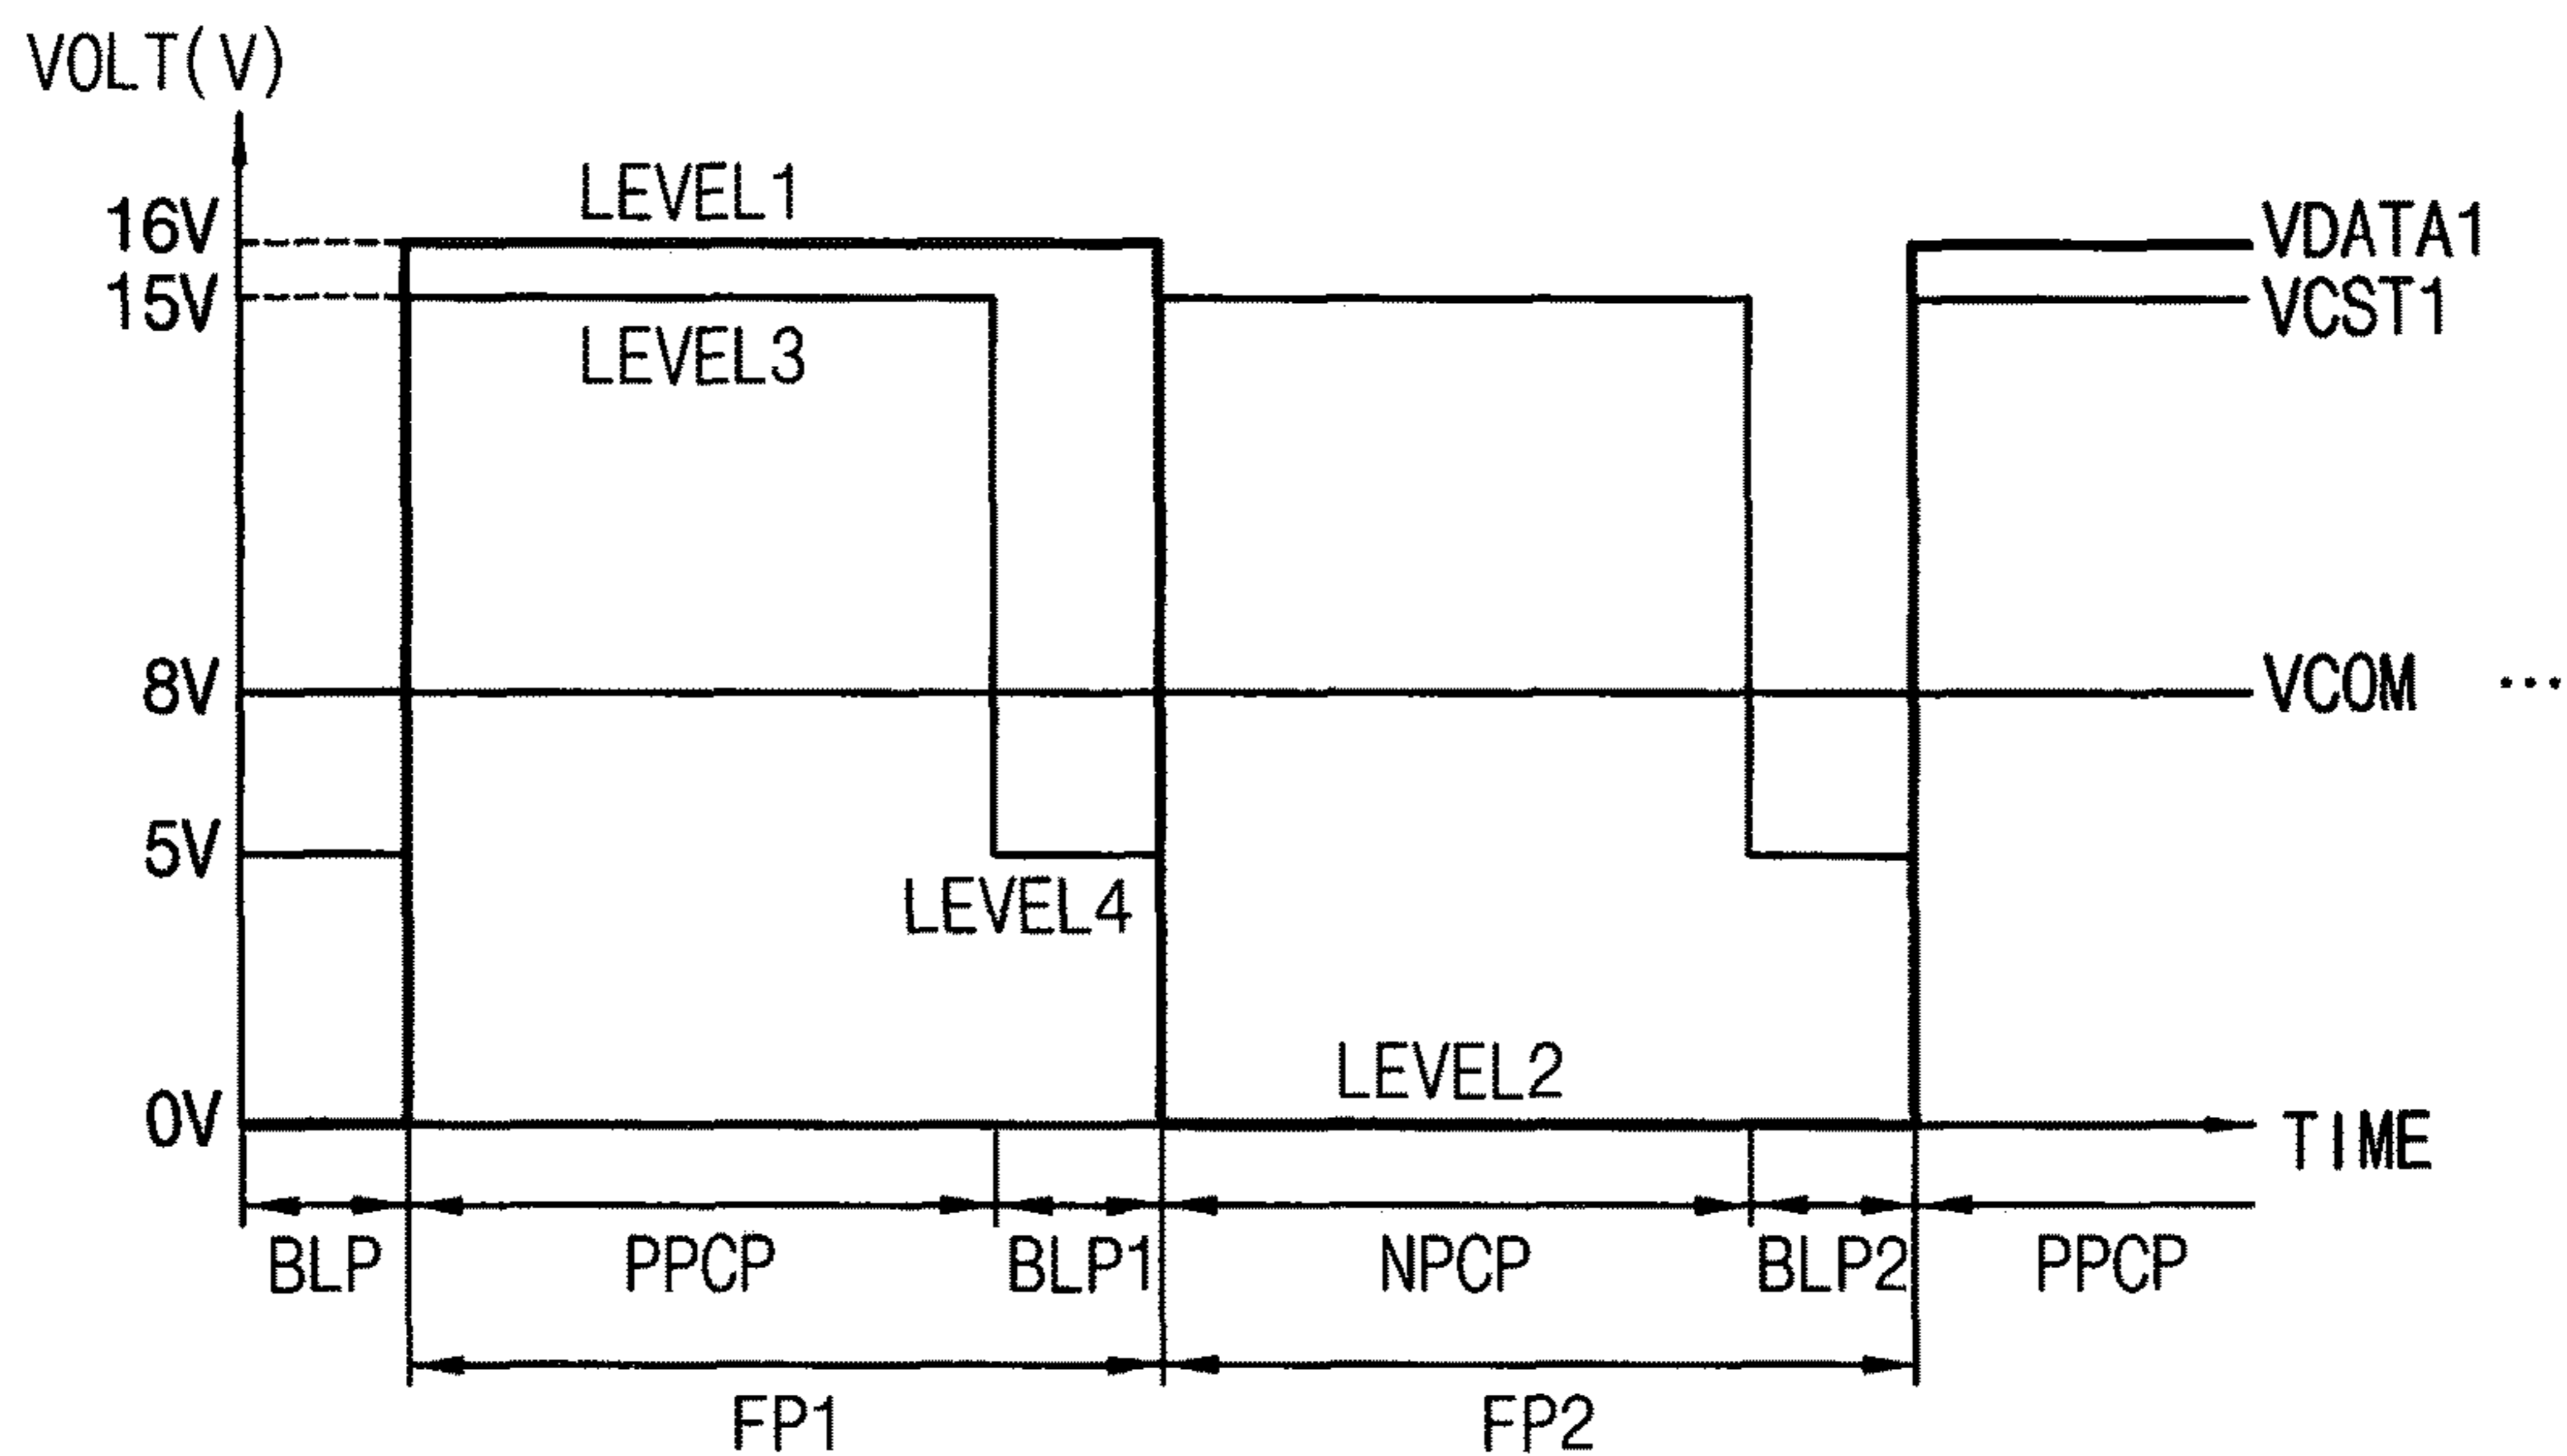 VOLT(V)
LEVEL1
16V
VDATA1
15V
VCST1
LEVEL3
8V
VCOM ...
5V
LEVEL4
LEVEL2
0V
TIME
BLP PPCP BLP1 NPCP BLP2 PPCP
FP1 FP2